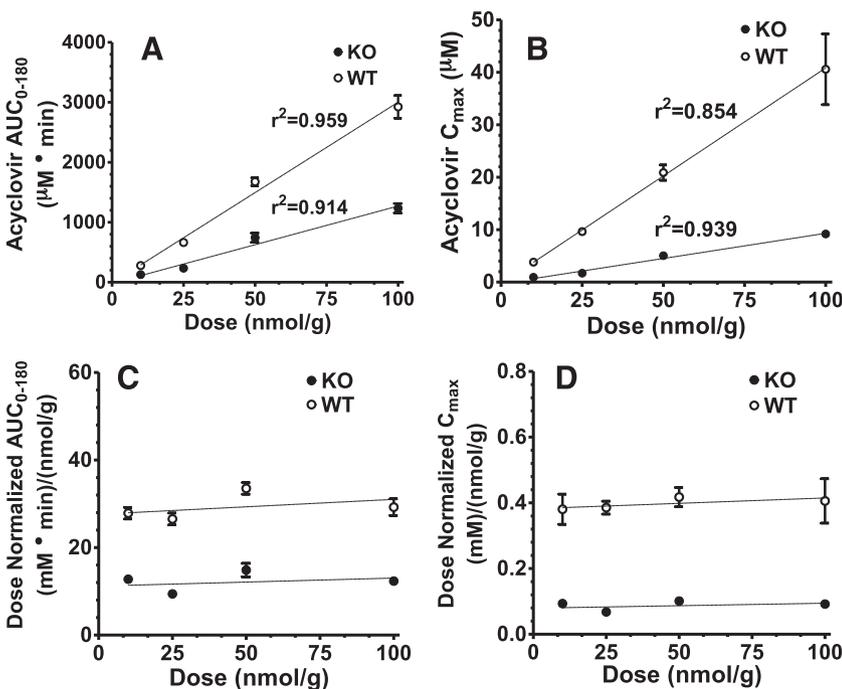 A
KO
WT
Acyclovir AUC0-180
(μM • min)
4000
3000
2000
1000
0
r2=0.959
r2=0.914
0 25 50 75 100
Dose (nmol/g)
B
KO
WT
Acyclovir Cmax (μM)
50
40
30
20
10
0
r2=0.854
r2=0.939
0 25 50 75 100
Dose (nmol/g)
C
KO
WT
Dose Normalized AUC0-180
(mM • min)/(nmol/g)
60
40
20
0
0 25 50 75 100
Dose (nmol/g)
D
KO
WT
Dose Normalized Cmax
(mM)/(nmol/g)
0.8
0.6
0.4
0.2
0.0
0 25 50 75 100
Dose (nmol/g)